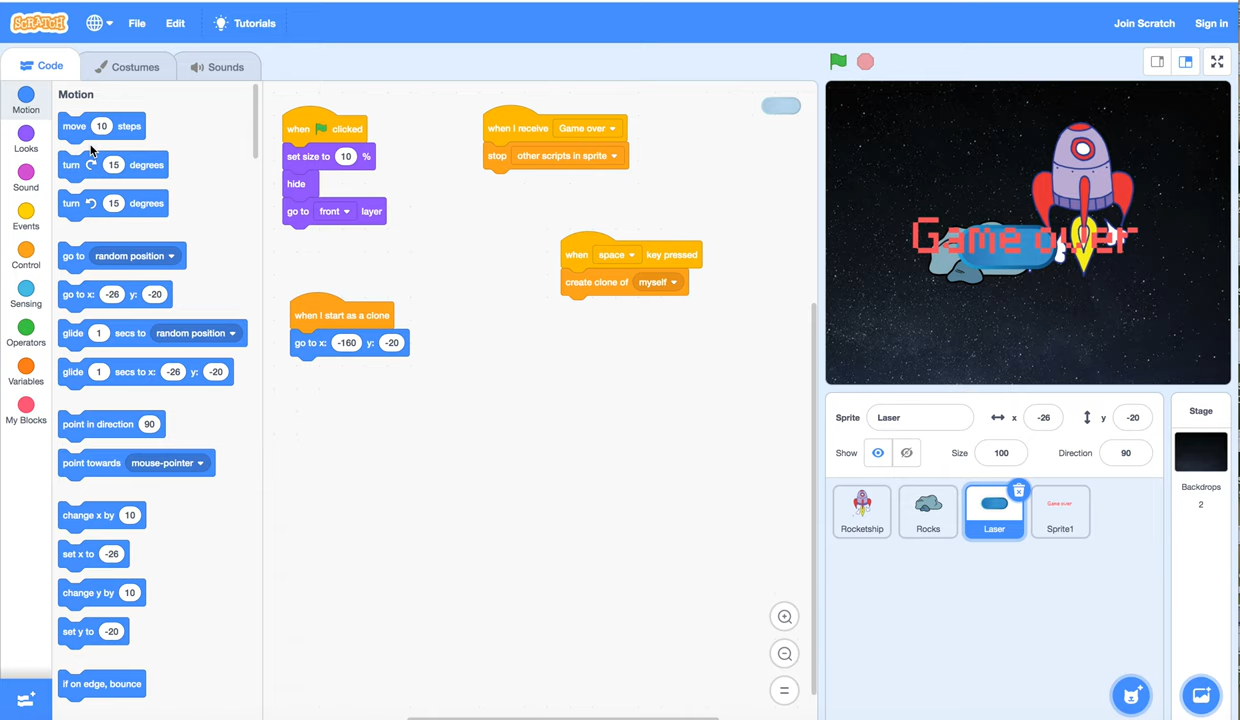 SCRATCH File Edit Tutorials Join Scratch Sign in
Code Costumes Sounds
Motion
Looks
Sound
Events
Control
Sensing
Operators
Variables
My Blocks
Motion
move 10 steps
turn 15 degrees
turn 15 degrees
go to random position
go to x: -26 y: -20
glide 1 secs to random position
glide 1 secs to x: -26 y: -20
point in direction 90
point towards mouse-pointer
change x by 10
set x to -26
change y by 10
set y to -20
if on edge, bounce
when clicked
set size to 10 %
hide
go to front layer
when I receive Game over
stop other scripts in sprite
when space key pressed
create clone of myself
when I start as a clone
go to x: -160 y: -20
Game over
Sprite Laser x -26 y -20
Show Size 100 Direction 90
Rocketship
Rocks
Laser
Game over
Sprite1
Stage
Backdrops
2